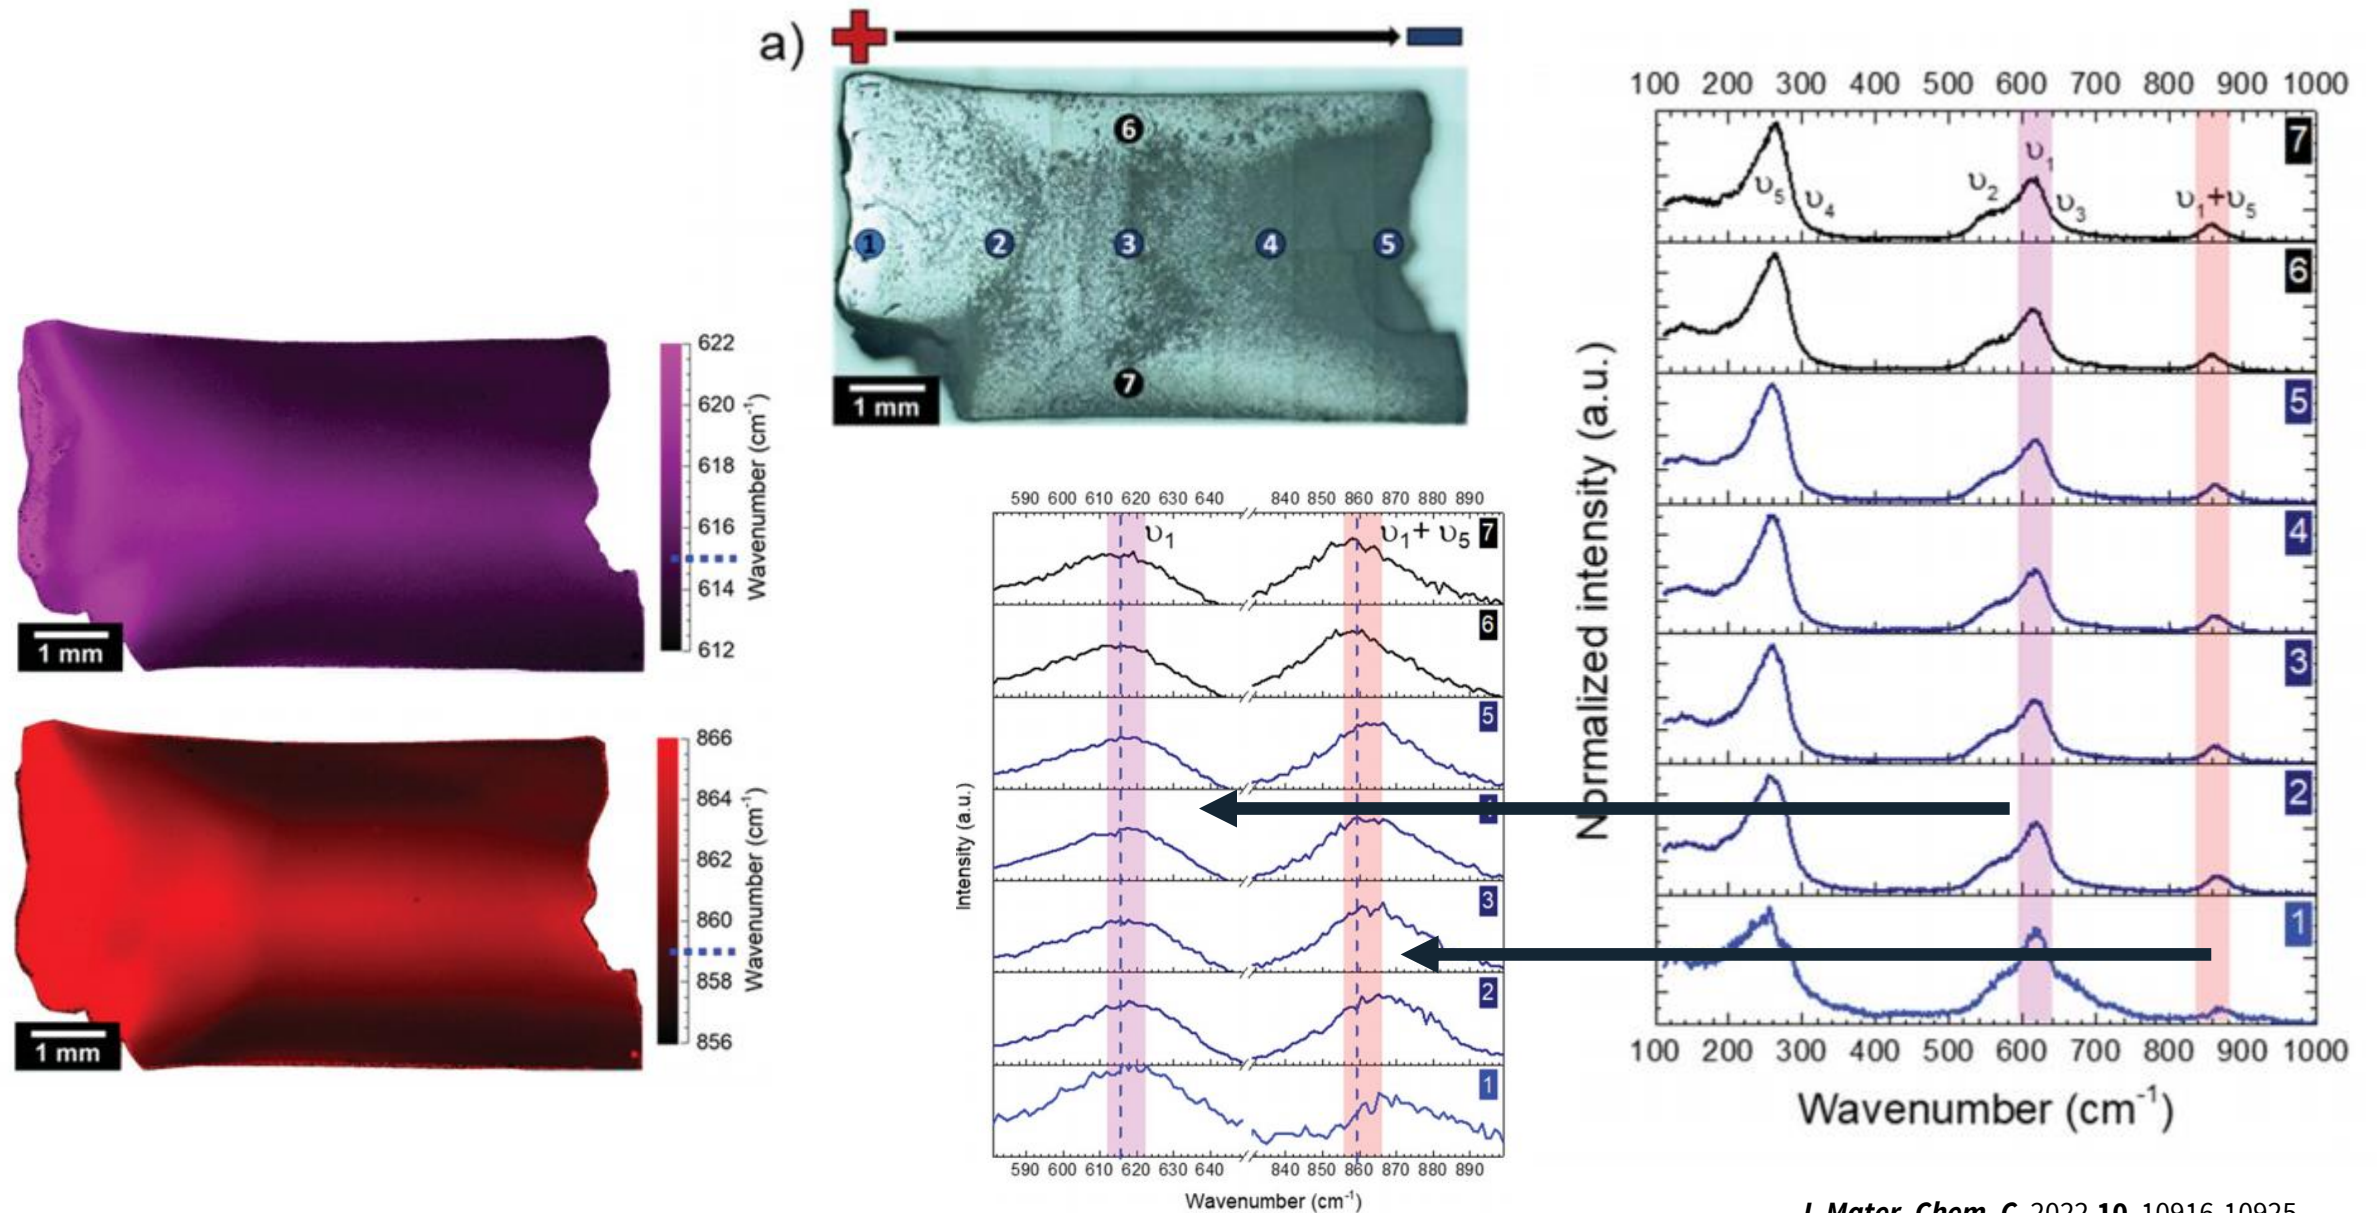 a)
6
1 2 3 4 5
7
1 mm
622
620
618
616
614
612
Wavenumber (cm⁻¹)
1 mm
866
864
862
860
858
856
Wavenumber (cm⁻¹)
1 mm
590 600 610 620 630 640 840 850 860 870 880 890
υ₁ υ₁+ υ₅ 7
6
5
3
2
1
590 600 610 620 630 640 840 850 860 870 880 890
Intensity (a.u.)
Wavenumber (cm⁻¹)
100 200 300 400 500 600 700 800 900 1000
7
υ₅ υ₄ υ₂ υ₁ υ₃ υ₁+υ₅
6
5
4
3
2
1
100 200 300 400 500 600 700 800 900 1000
Normalized intensity (a.u.)
Wavenumber (cm⁻¹)
J. Mater. Chem. C, 2022, 10, 10916-10925